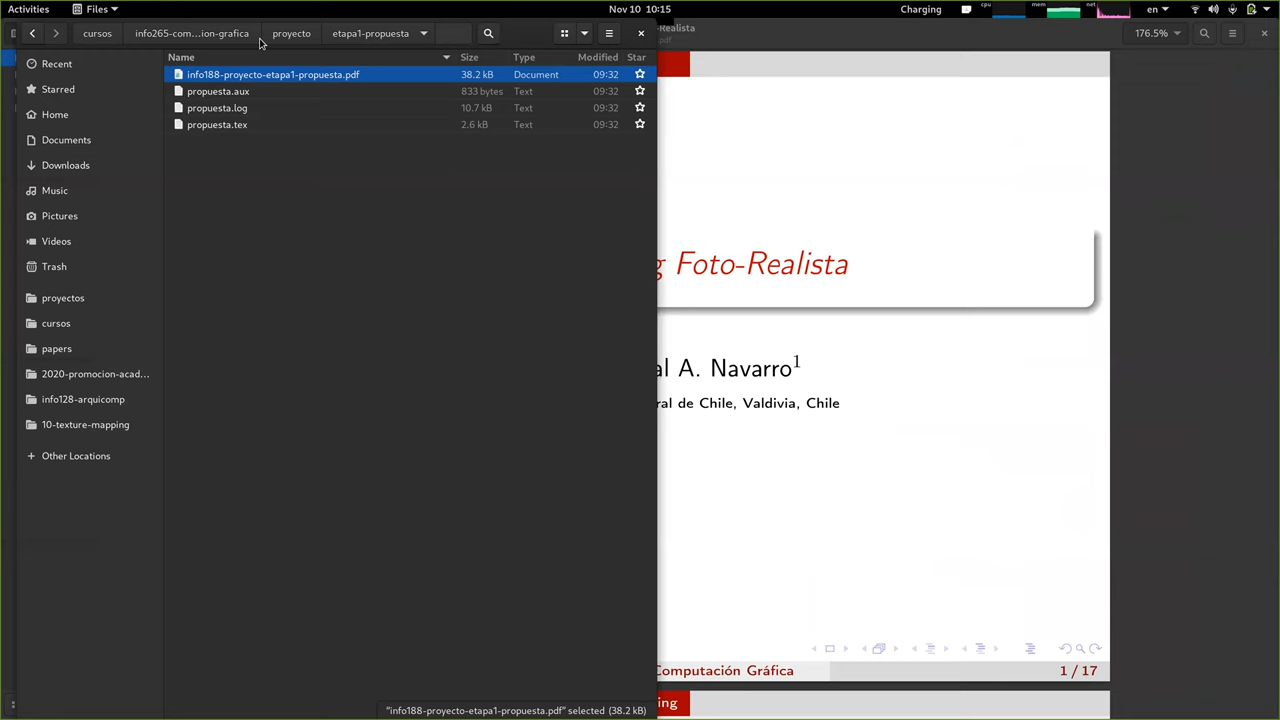 Activities Files Nov 10 10:15 Charging cpu mem net en
cursos info265-com...ion-grafica proyecto etapa1-propuesta -Realista 176.5%
.pdf
Name Size Type Modified Star
info188-proyecto-etapa1-propuesta.pdf 38.2 kB Document 09:32
propuesta.aux 833 bytes Text 09:32
propuesta.log 10.7 kB Text 09:32
propuesta.tex 2.6 kB Text 09:32
Recent
Starred
Home
Documents
Downloads
Music
Pictures
Videos
Trash
proyectos
cursos
papers
2020-promocion-acad...
info128-arquicomp
10-texture-mapping
+ Other Locations
g Foto-Realista
al A. Navarro¹
ral de Chile, Valdivia, Chile
Computación Gráfica 1 / 17
ing
"info188-proyecto-etapa1-propuesta.pdf" selected (38.2 kB)